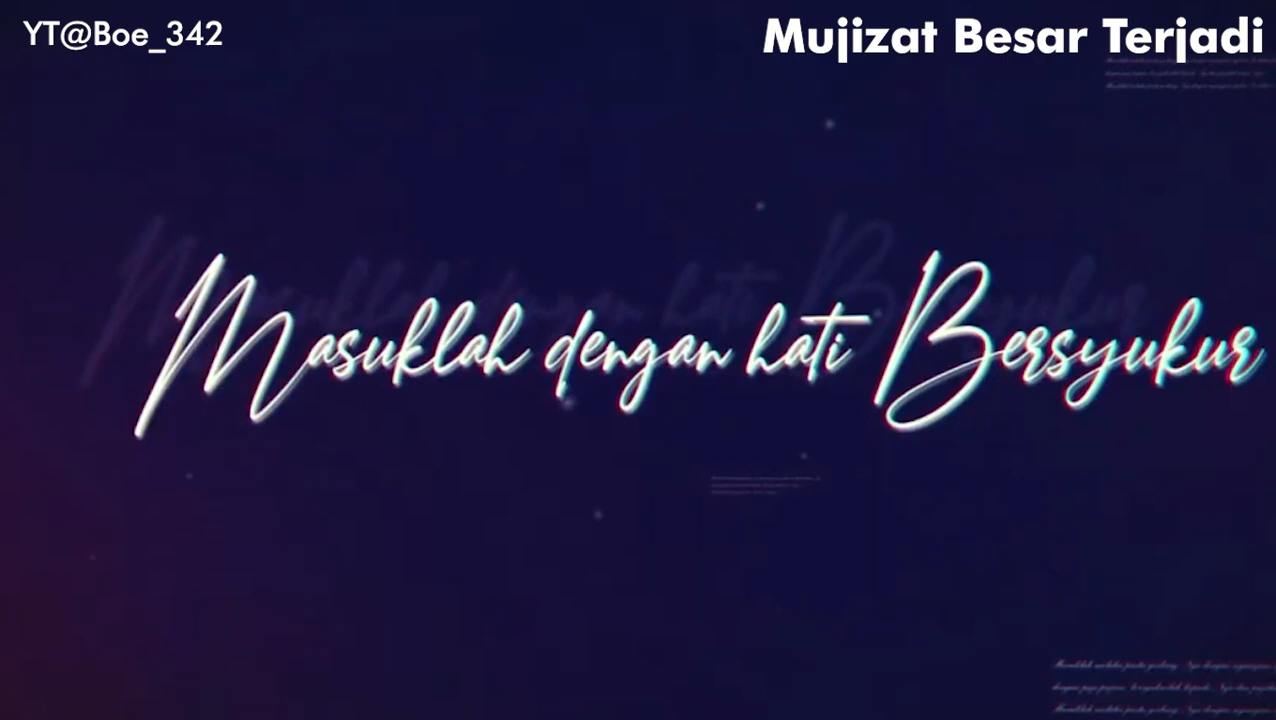 YT@Boe_342
Mujizat Besar Terjadi
Masuklah dengan hati Bersyukur